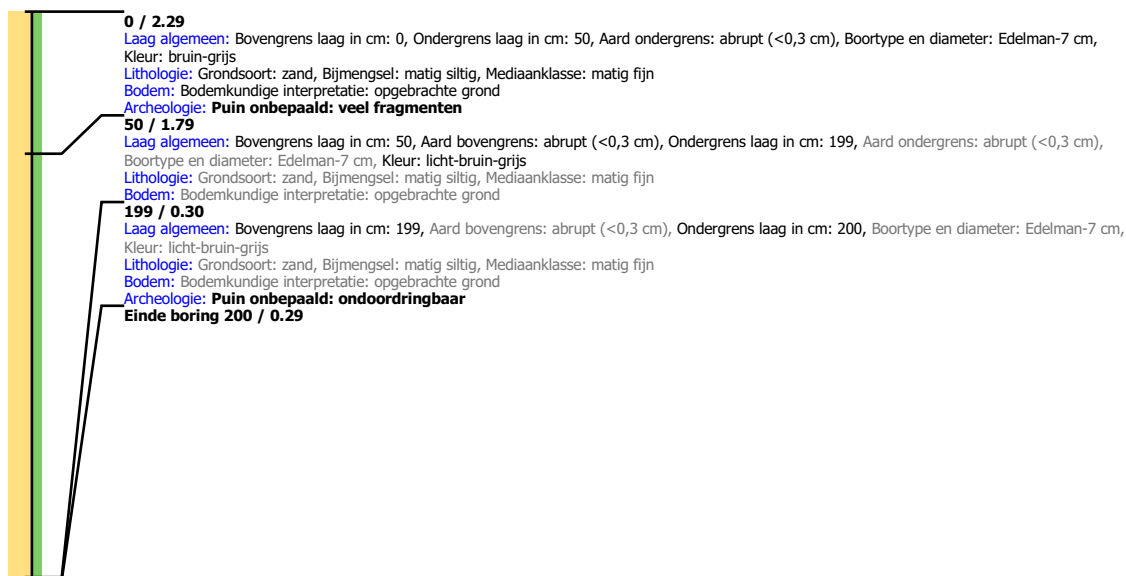 0 / 2.29
Laag algemeen: Bovengrens laag in cm: 0, Ondergrens laag in cm: 50, Aard ondergrens: abrupt (<0,3 cm), Boortype en diameter: Edelman-7 cm,
Kleur: bruin-grijs
Lithologie: Grondsoort: zand, Bijmengsel: matig siltig, Mediaanklasse: matig fijn
Bodem: Bodemkundige interpretatie: opgebrachte grond
Archeologie: Puin onbepaald: veel fragmenten
50 / 1.79
Laag algemeen: Bovengrens laag in cm: 50, Aard bovengrens: abrupt (<0,3 cm), Ondergrens laag in cm: 199, Aard ondergrens: abrupt (<0,3 cm),
Boortype en diameter: Edelman-7 cm, Kleur: licht-bruin-grijs
Lithologie: Grondsoort: zand, Bijmengsel: matig siltig, Mediaanklasse: matig fijn
Bodem: Bodemkundige interpretatie: opgebrachte grond
199 / 0.30
Laag algemeen: Bovengrens laag in cm: 199, Aard bovengrens: abrupt (<0,3 cm), Ondergrens laag in cm: 200, Boortype en diameter: Edelman-7 cm,
Kleur: licht-bruin-grijs
Lithologie: Grondsoort: zand, Bijmengsel: matig siltig, Mediaanklasse: matig fijn
Bodem: Bodemkundige interpretatie: opgebrachte grond
Archeologie: Puin onbepaald: ondoordringbaar
Einde boring 200 / 0.29